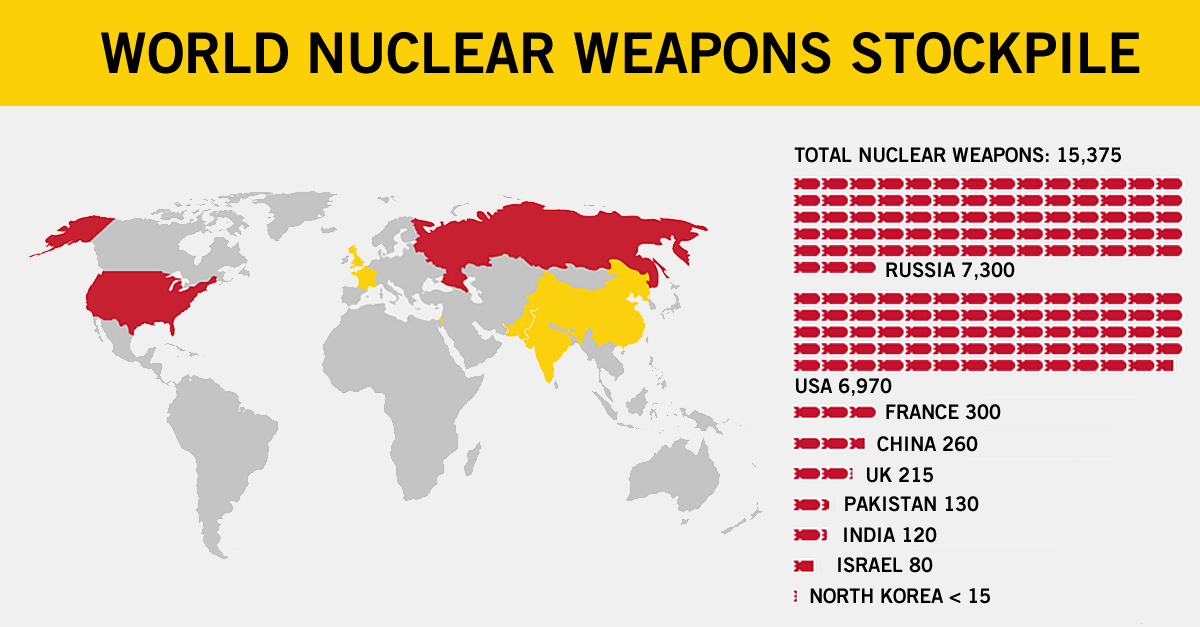 WORLD NUCLEAR WEAPONS STOCKPILE
TOTAL NUCLEAR WEAPONS: 15,375
RUSSIA 7,300
USA 6,970
FRANCE 300
CHINA 260
UK 215
PAKISTAN 130
INDIA 120
ISRAEL 80
NORTH KOREA < 15